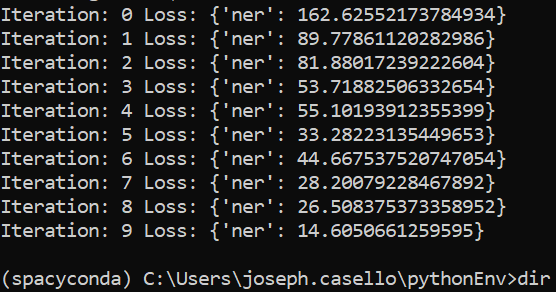 Iteration: 0 Loss: {'ner': 162.62552173784934}
Iteration: 1 Loss: {'ner': 89.77861120282986}
Iteration: 2 Loss: {'ner': 81.88017239222604}
Iteration: 3 Loss: {'ner': 53.71882506332654}
Iteration: 4 Loss: {'ner': 55.10193912355399}
Iteration: 5 Loss: {'ner': 33.28223135449653}
Iteration: 6 Loss: {'ner': 44.667537520747054}
Iteration: 7 Loss: {'ner': 28.20079228467892}
Iteration: 8 Loss: {'ner': 26.508375373358952}
Iteration: 9 Loss: {'ner': 14.6050661259595}
(spacyconda) C:\Users\joseph.casello\pythonEnv>dir